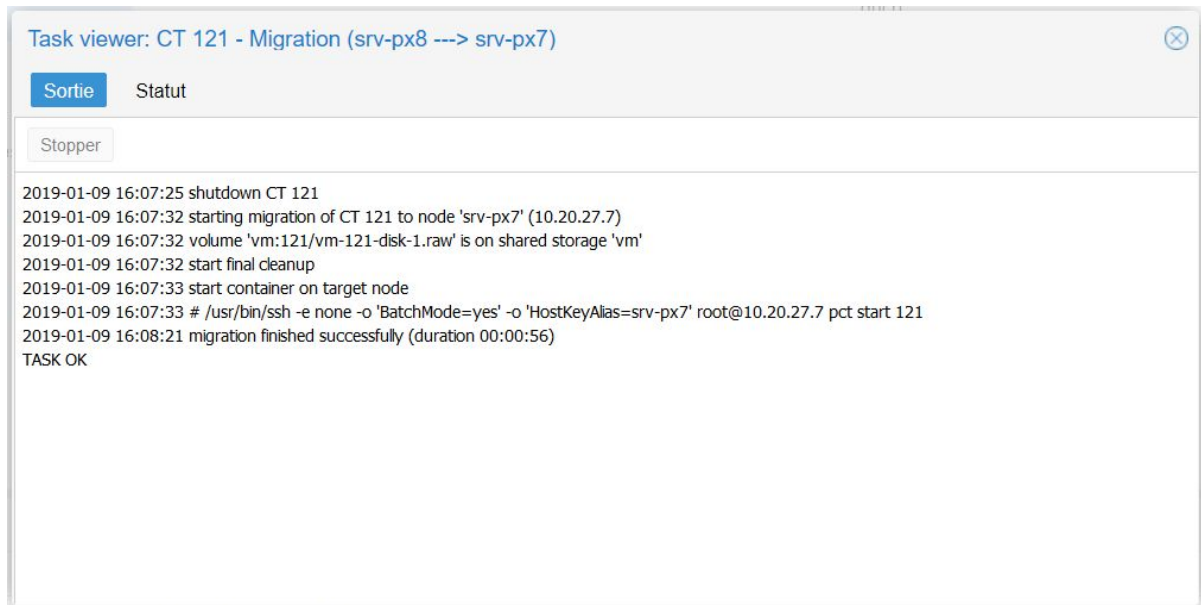 Task viewer: CT 121 - Migration (srv-px8 ---> srv-px7)
Sortie Statut
Stopper
2019-01-09 16:07:25 shutdown CT 121
2019-01-09 16:07:32 starting migration of CT 121 to node 'srv-px7' (10.20.27.7)
2019-01-09 16:07:32 volume 'vm:121/vm-121-disk-1.raw' is on shared storage 'vm'
2019-01-09 16:07:32 start final cleanup
2019-01-09 16:07:33 start container on target node
2019-01-09 16:07:33 # /usr/bin/ssh -e none -o 'BatchMode=yes' -o 'HostKeyAlias=srv-px7' root@10.20.27.7 pct start 121
2019-01-09 16:08:21 migration finished successfully (duration 00:00:56)
TASK OK